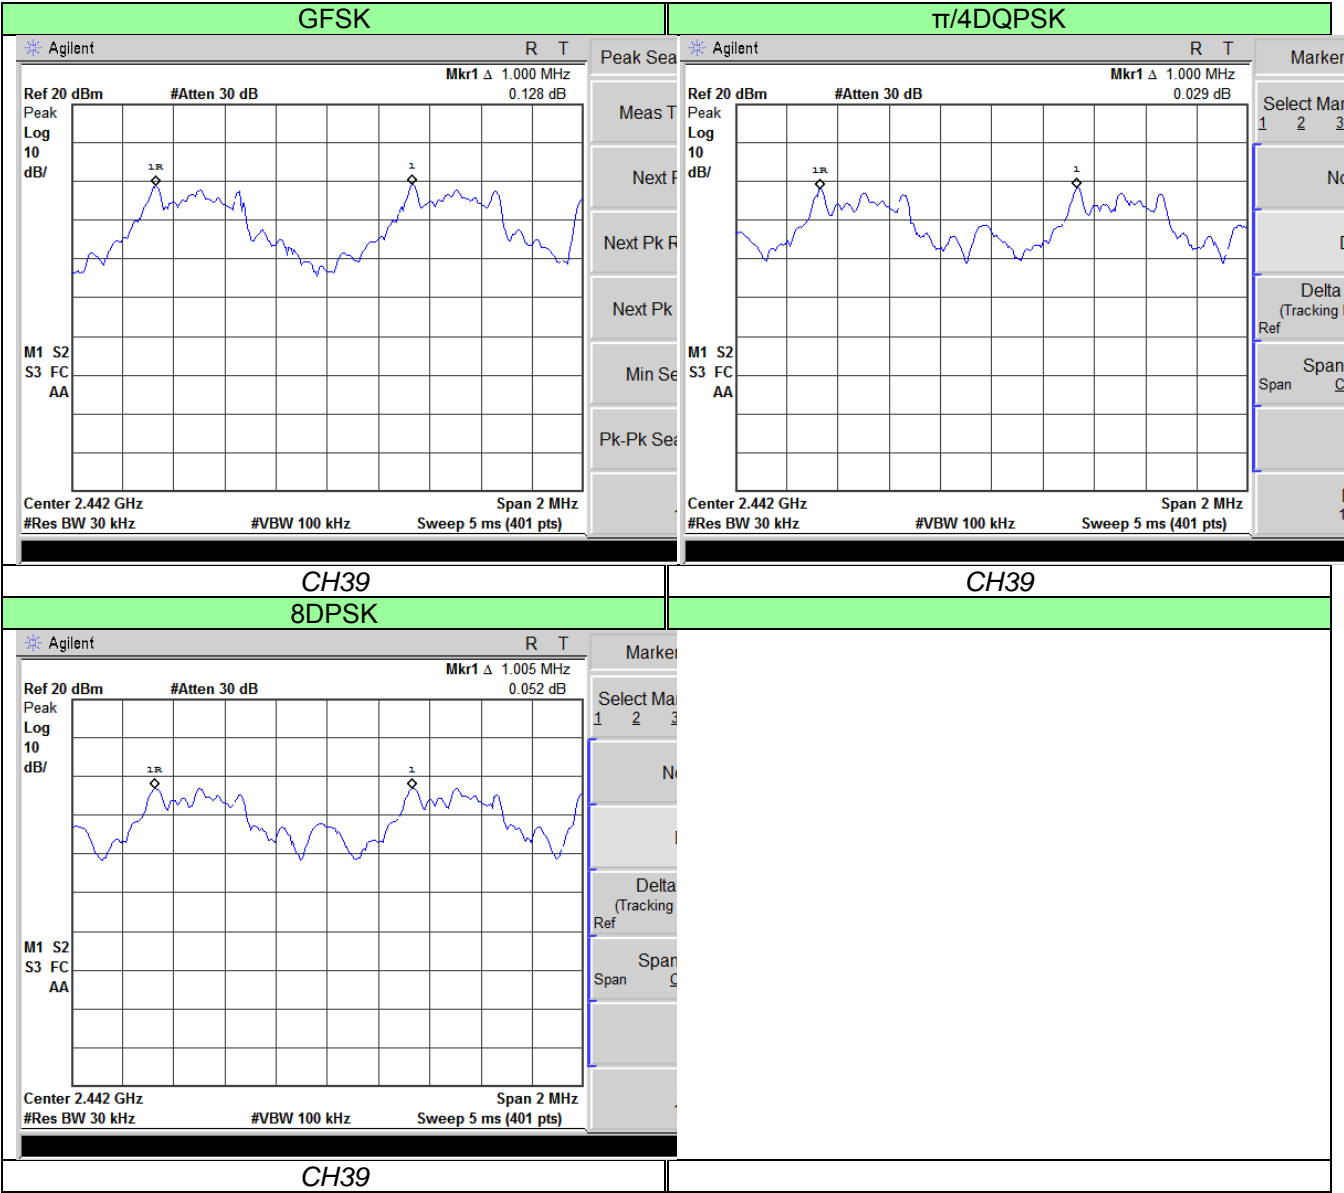 GFSK
π/4DQPSK
Agilent
R T
Peak Sea
Mkr1 Δ 1.000 MHz
Ref 20 dBm #Atten 30 dB 0.128 dB
Peak
Log
10
dB/
1R
1
Meas T
Next
Next Pk R
Next Pk
Min Se
Pk-Pk Sea
M1 S2
S3 FC
AA
Center 2.442 GHz Span 2 MHz
#Res BW 30 kHz #VBW 100 kHz Sweep 5 ms (401 pts)
Agilent
R T
Marker
Mkr1 Δ 1.000 MHz
Ref 20 dBm #Atten 30 dB 0.029 dB
Peak
Log
10
dB/
1R
1
Select Mar
1 2 3
No
Delta
(Tracking
Ref
Span
Span C
M1 S2
S3 FC
AA
Center 2.442 GHz Span 2 MHz
#Res BW 30 kHz #VBW 100 kHz Sweep 5 ms (401 pts)
CH39
CH39
8DPSK
Agilent
R T
Marker
Mkr1 Δ 1.005 MHz
Ref 20 dBm #Atten 30 dB 0.052 dB
Peak
Log
10
dB/
1R
1
Select Mar
1 2 3
Delta
(Tracking
Ref
Span
Span C
M1 S2
S3 FC
AA
Center 2.442 GHz Span 2 MHz
#Res BW 30 kHz #VBW 100 kHz Sweep 5 ms (401 pts)
CH39